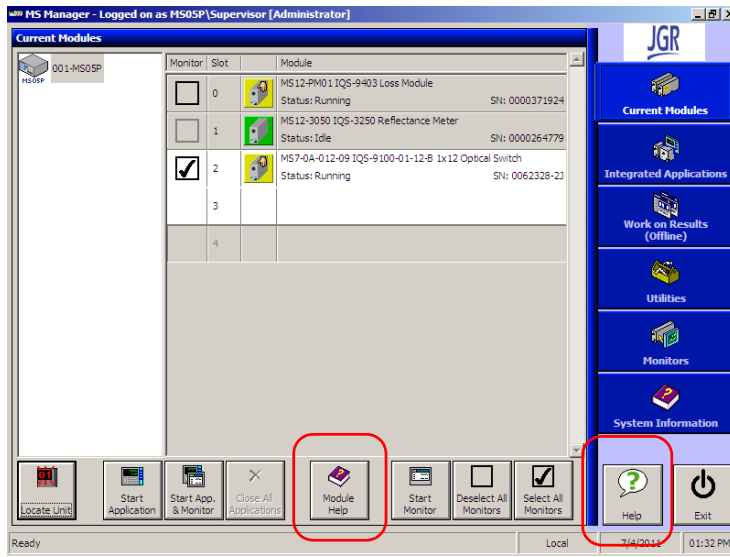 MS Manager - Logged on as MS05P\Supervisor [Administrator]
Current Modules
001-MS05P
MS05P
Monitor Slot Module
0
MS12-PM01 IQS-9403 Loss Module
Status: Running SN: 0000371924
1
MS12-3050 IQS-3250 Reflectance Meter
Status: Idle SN: 0000264779
2
MS7-0A-012-09 IQS-9100-01-12-B 1x12 Optical Switch
Status: Running SN: 0062328-2J
3
4
JGR
Current Modules
Integrated Applications
Work on Results
(Offline)
Utilities
Monitors
System Information
Locate Unit
Start
Application
Start App.
& Monitor
Close All
Applications
Module
Help
Start
Monitor
Deselect All
Monitors
Select All
Monitors
Help
Exit
Ready Local 7/4/2011 01:32 PM